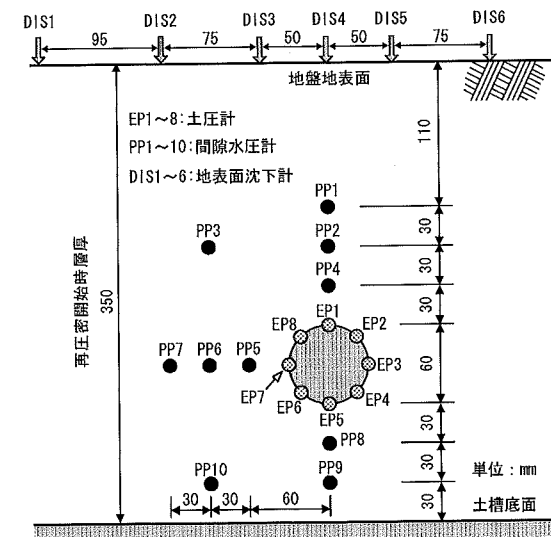 DIS1 DIS2 DIS3 DIS4 DIS5 DIS6
95 75 50 50 75
地盤地表面
EP1～8:土圧計
PP1～10:間隙水圧計
DIS1～6:地表面沈下計
110
PP1
30
PP3 PP2
30
PP4
30
再圧密開始時層厚
350
EP1
EP8 EP2
PP7 PP6 PP5 EP3
60
EP7 EP6 EP4
EP5
30
PP8
30
PP10 PP9
単位：mm
30 30 60
30
土槽底面